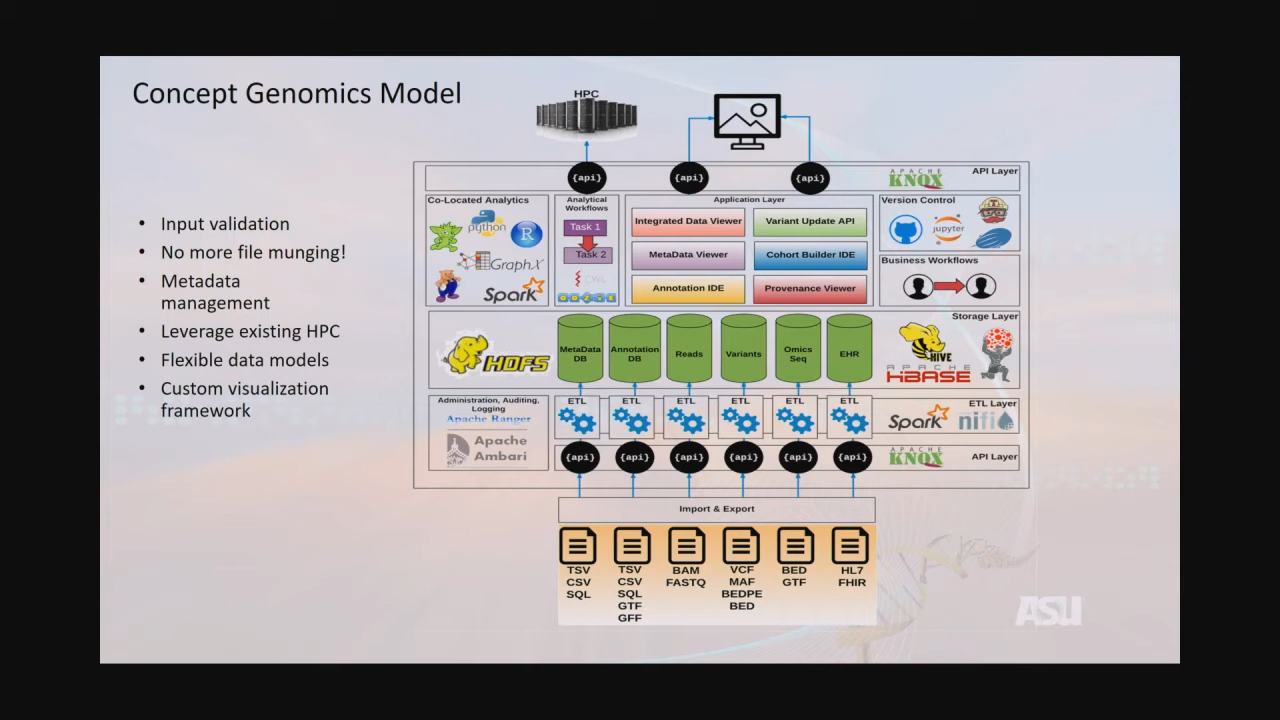 Concept Genomics Model
• Input validation
• No more file munging!
• Metadata
management
• Leverage existing HPC
• Flexible data models
• Custom visualization
framework
HPC
{api}
{api}
{api}
APACHE
KNOX
API Layer
Co-Located Analytics
python
R
GraphX
Spark
Analytical
Workflows
Task 1
Task 2
CWL
OOZIE
Application Layer
Integrated Data Viewer
Variant Update API
MetaData Viewer
Cohort Builder IDE
Annotation IDE
Provenance Viewer
Version Control
jupyter
Business Workflows
Storage Layer
HDFS
MetaData
DB
Annotation
DB
Reads
Variants
Omics
Seq
EHR
HIVE
APACHE
HBASE
Administration, Auditing,
Logging
Apache Ranger
Apache
Ambari
ETL
ETL
ETL
ETL
ETL
ETL
ETL Layer
Spark
nifi
{api}
{api}
{api}
{api}
{api}
{api}
APACHE
KNOX
API Layer
Import & Export
TSV
CSV
SQL
TSV
CSV
SQL
GTF
GFF
BAM
FASTQ
VCF
MAF
BEDPE
BED
BED
GTF
HL7
FHIR
ASU